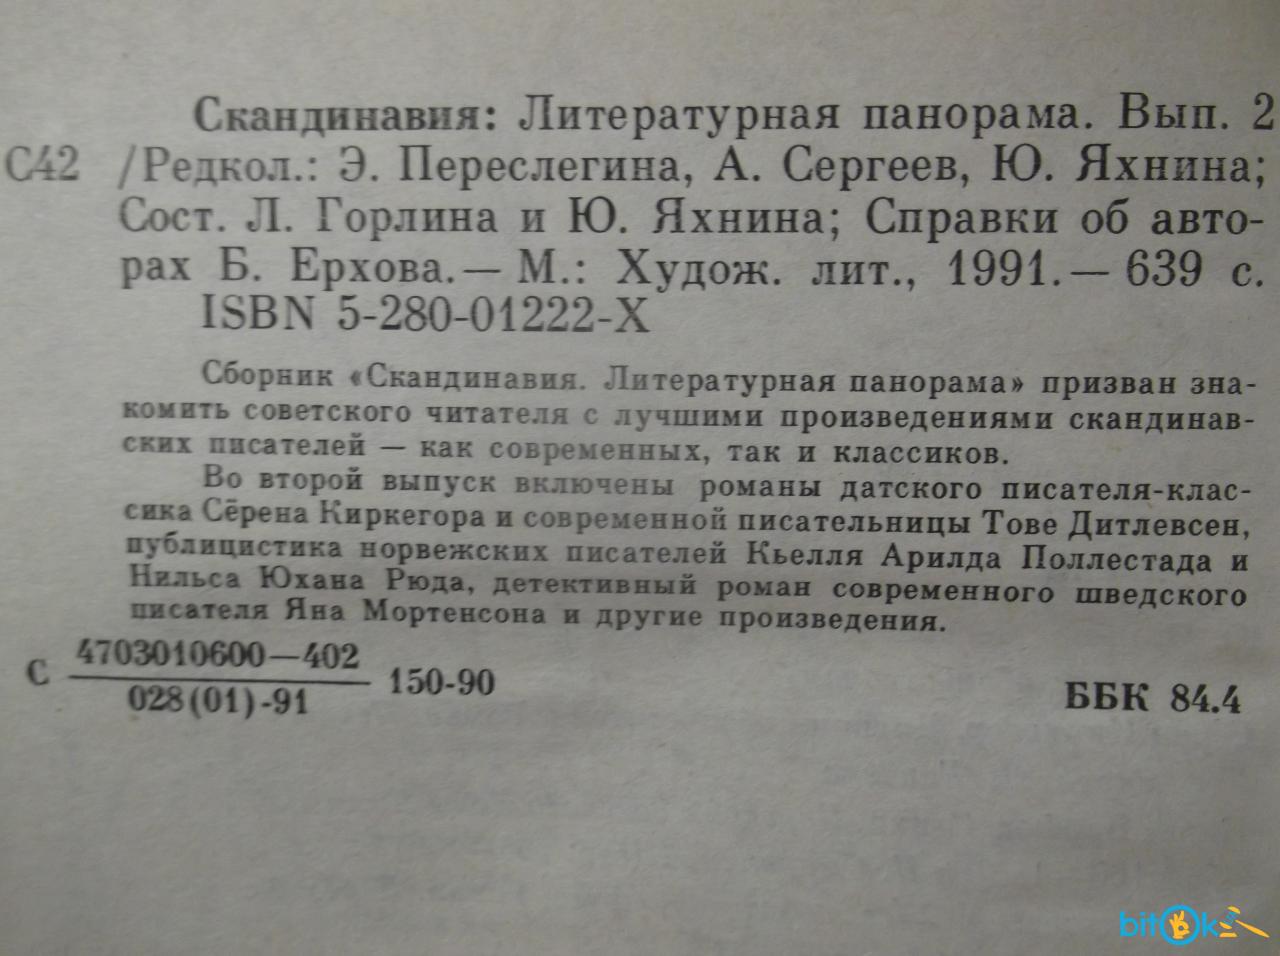 Скандинавия: Литературная панорама. Вып. 2
С42 /Редкол.: Э. Переслегина, А. Сергеев, Ю. Яхнина;
Сост. Л. Горлина и Ю. Яхнина; Справки об авто-
рах Б. Ерхова.— М.: Худож. лит., 1991.— 639 с.
ISBN 5-280-01222-X
Сборник «Скандинавия. Литературная панорама» призван зна-
комить советского читателя с лучшими произведениями скандинав-
ских писателей — как современных, так и классиков.
Во второй выпуск включены романы датского писателя-клас-
сика Сёрена Киркегора и современной писательницы Тове Дитлевсен,
публицистика норвежских писателей Кьелля Арилда Поллестада и
Нильса Юхана Рюда, детективный роман современного шведского
писателя Яна Мортенсона и другие произведения.
С 4703010600—402 150-90
028(01)-91
ББК 84.4
bitOk